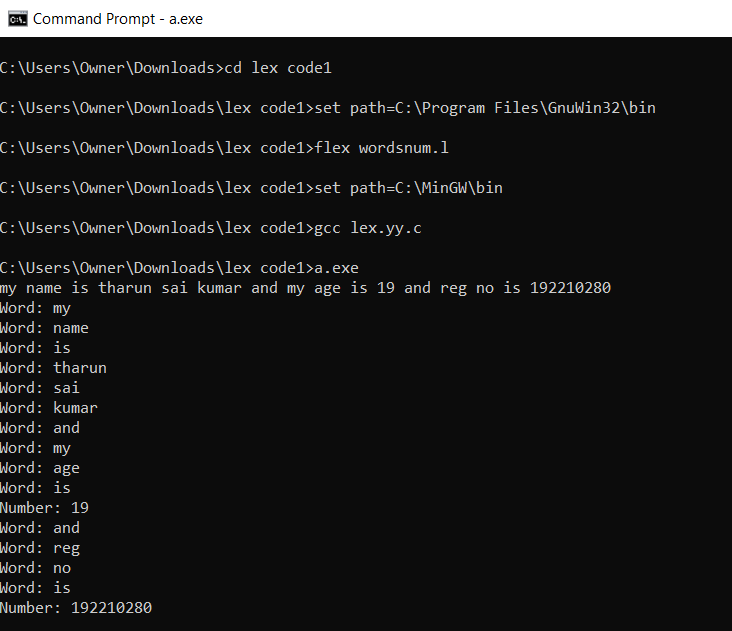 Command Prompt - a.exe
C:\Users\Owner\Downloads>cd lex code1
C:\Users\Owner\Downloads\lex code1>set path=C:\Program Files\GnuWin32\bin
C:\Users\Owner\Downloads\lex code1>flex wordsnum.l
C:\Users\Owner\Downloads\lex code1>set path=C:\MinGW\bin
C:\Users\Owner\Downloads\lex code1>gcc lex.yy.c
C:\Users\Owner\Downloads\lex code1>a.exe
my name is tharun sai kumar and my age is 19 and reg no is 192210280
Word: my
Word: name
Word: is
Word: tharun
Word: sai
Word: kumar
Word: and
Word: my
Word: age
Word: is
Number: 19
Word: and
Word: reg
Word: no
Word: is
Number: 192210280